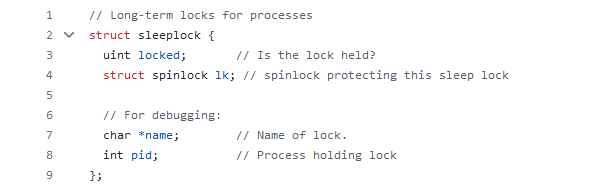 1 // Long-term locks for processes
2 struct sleeplock {
3   uint locked;       // Is the lock held?
4   struct spinlock lk; // spinlock protecting this sleep lock
5
6   // For debugging:
7   char *name;        // Name of lock.
8   int pid;           // Process holding lock
9 };